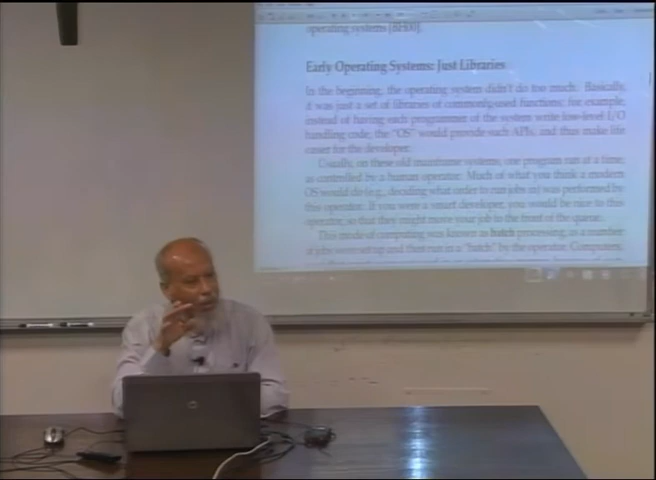 operating systems [BH00].
Early Operating Systems: Just Libraries
In the beginning, the operating system didn't do too much. Basically,
it was just a set of libraries of commonly-used functions; for example,
instead of having each programmer of the system write low-level I/O
handling code, the "OS" would provide such APIs, and thus make life
easier for the developer.
Usually, on these old mainframe systems, one program ran at a time,
as controlled by a human operator. Much of what you think a modern
OS would do (e.g., deciding what order to run jobs in) was performed by
this operator. If you were a smart developer, you would be nice to this
operator, so that they might move your job to the front of the queue.
This mode of computing was known as batch processing, as a number
of jobs were set up and then run in a "batch" by the operator. Computers,